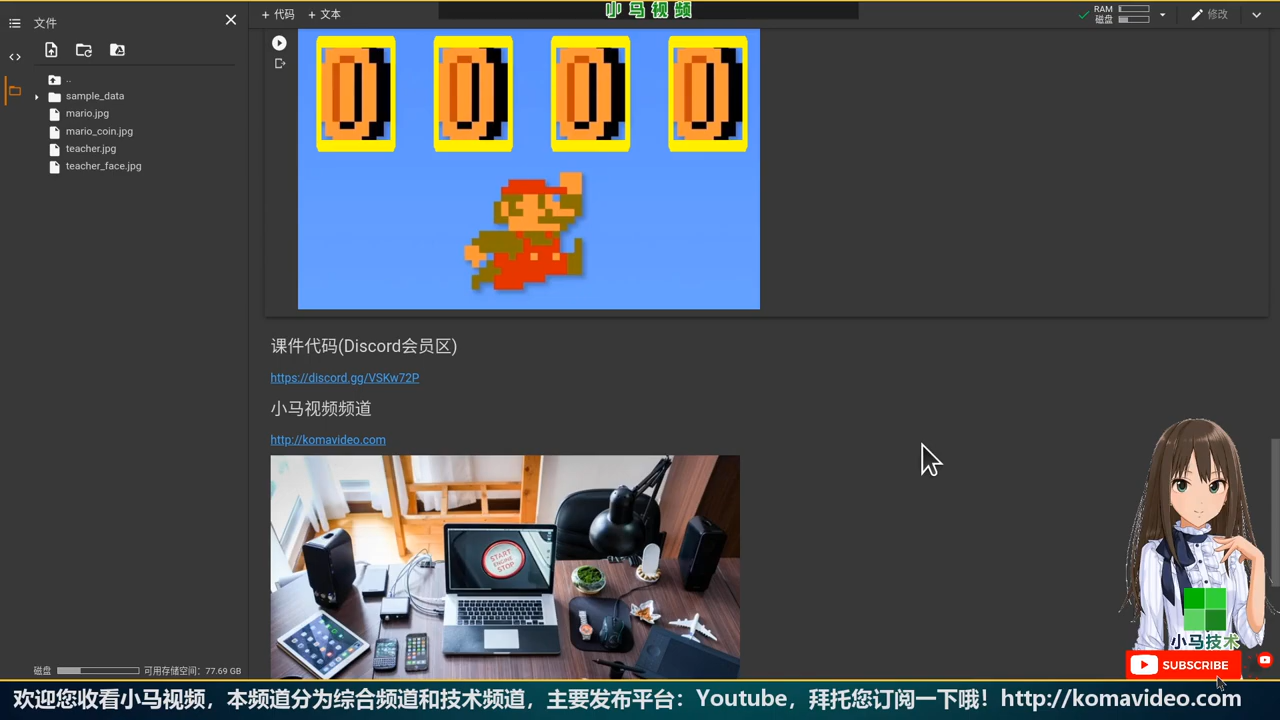 小马视频
文件
+ 代码 + 文本
RAM
磁盘
修改
..
sample_data
mario.jpg
mario_coin.jpg
teacher.jpg
teacher_face.jpg
课件代码(Discord会员区)
https://discord.gg/VSKw72P
小马视频频道
http://komavideo.com
START
ENGINE
STOP
小马技术
SUBSCRIBE
磁盘 可用存储空间：77.69 GB
欢迎您收看小马视频，本频道分为综合频道和技术频道，主要发布平台：Youtube，拜托您订阅一下哦！http://komavideo.com